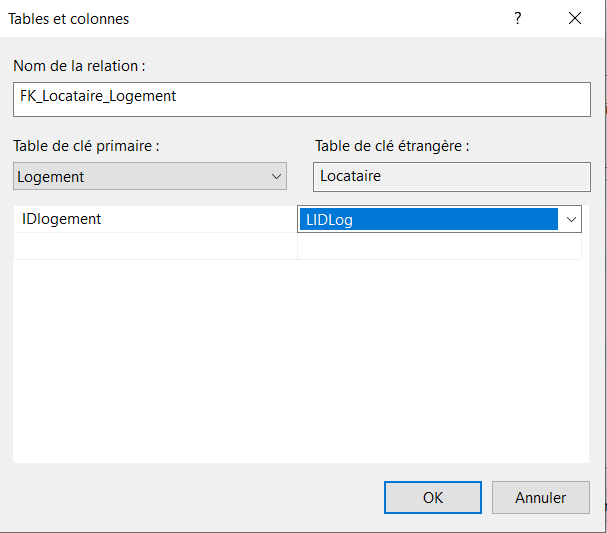 Tables et colonnes
?
Nom de la relation :
FK_Locataire_Logement
Table de clé primaire :
Table de clé étrangère :
Logement
Locataire
IDlogement
LIDLog
OK
Annuler